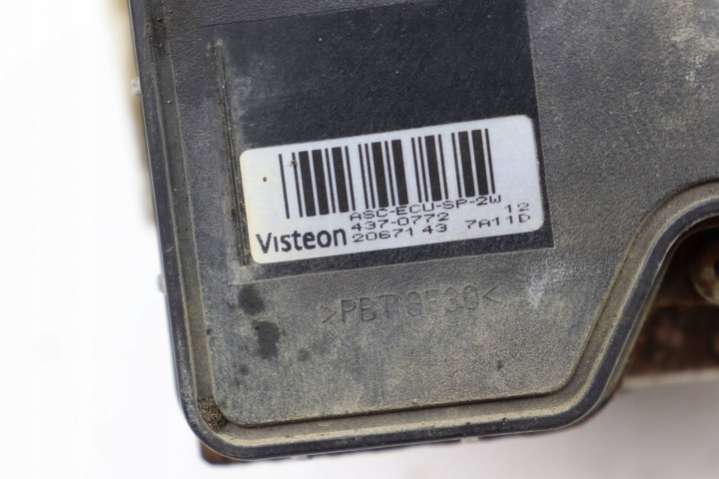 ASC-ECU-SP-2W
437-0772 12
Visteon 20671 43 7A11D
>PBT GF30<